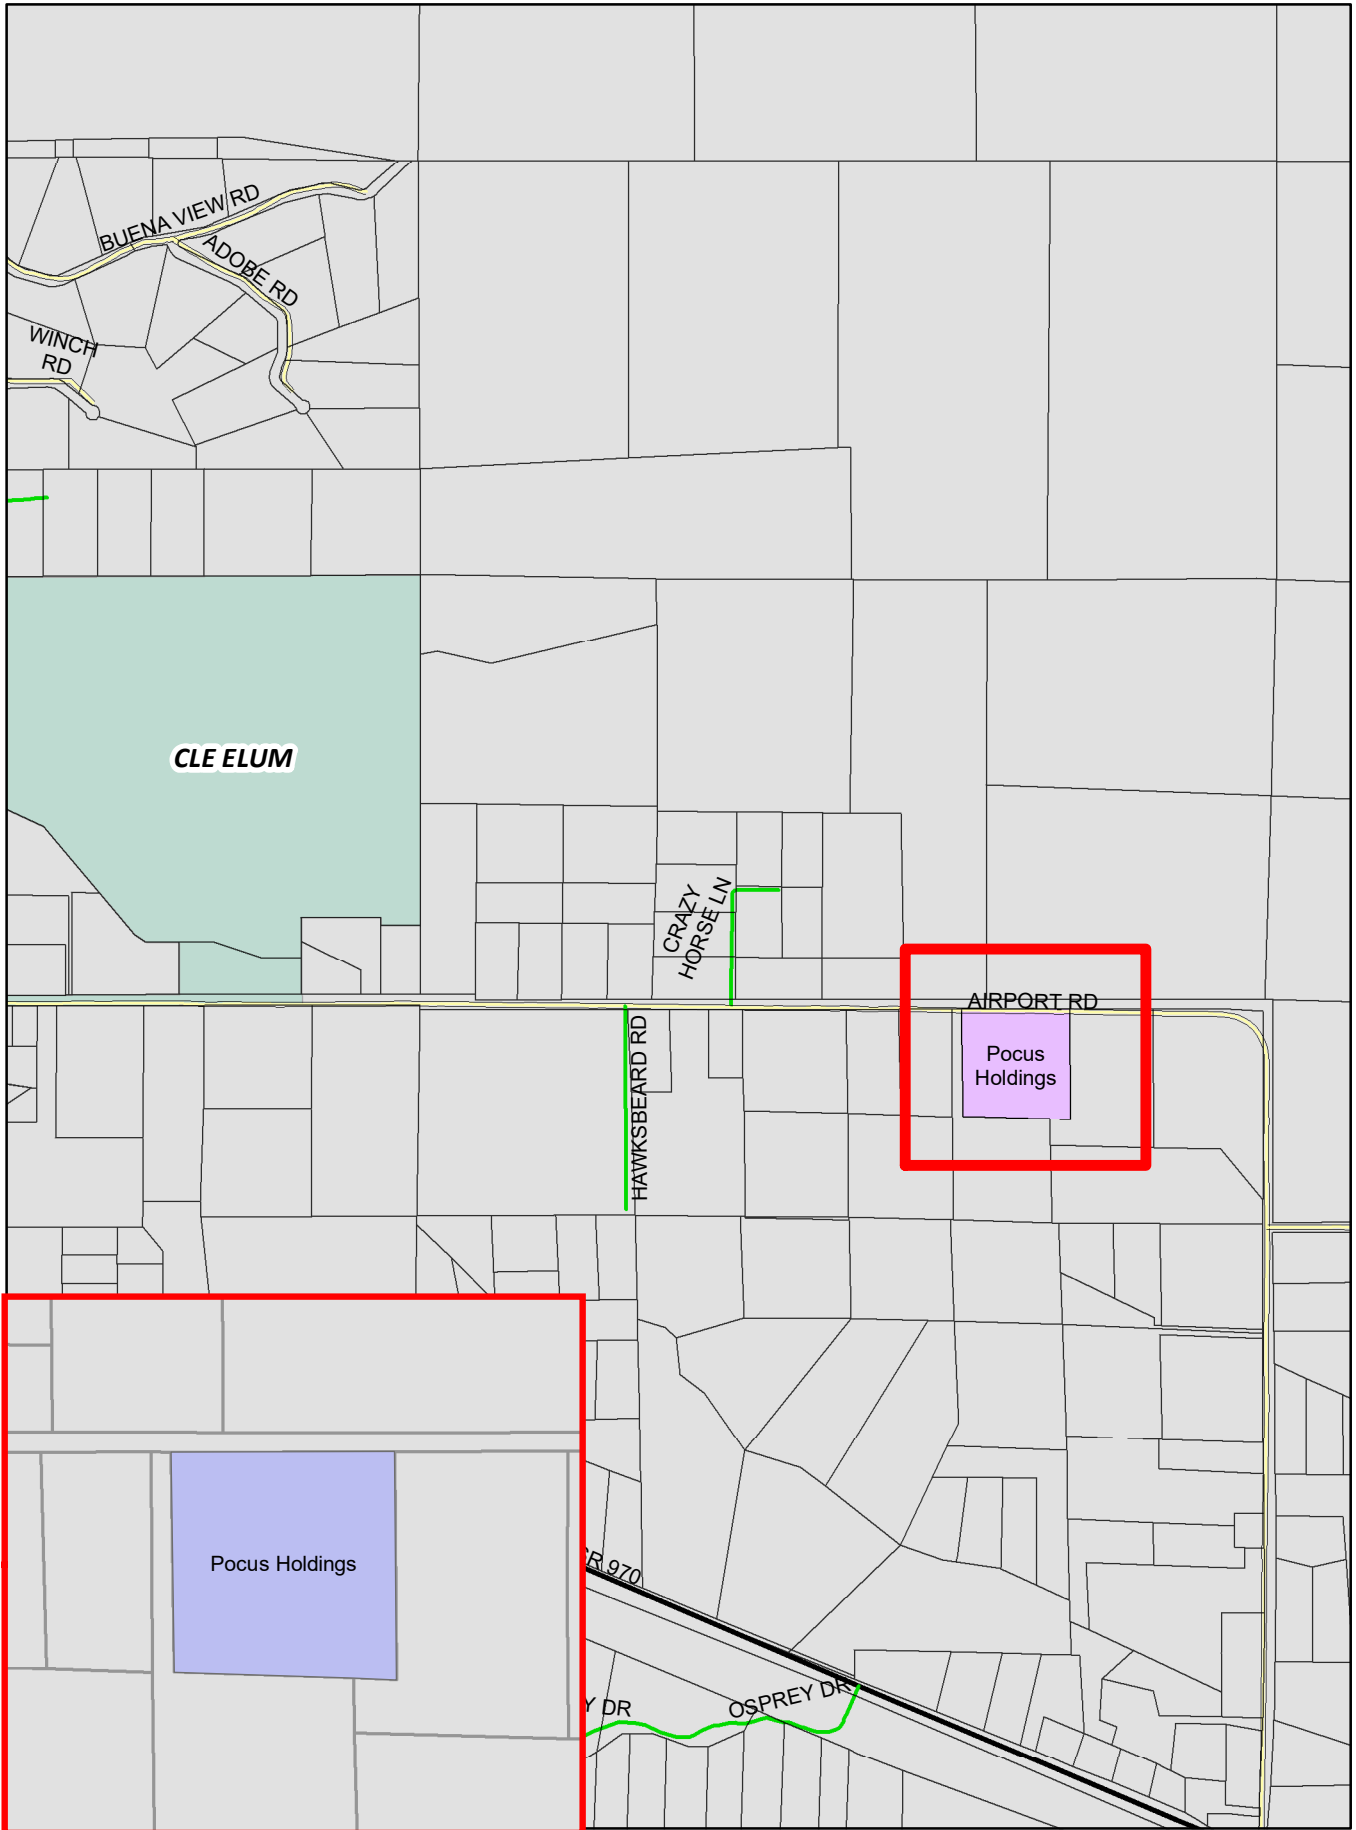 BUENA VIEW RD
ADOBE RD
WINCH
RD
CLE ELUM
CRAZY
HORSE LN
AIRPORT RD
Pocus
Holdings
HAWKSBEARD RD
Pocus Holdings
SR 970
Y DR
OSPREY DR